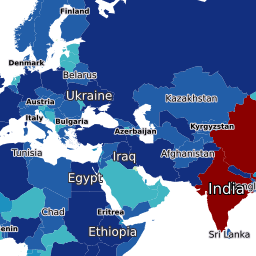 Finland
Denmark
Belarus
Ukraine
Austria
Kazakhstan
Italy
Bulgaria
Azerbaijan
Kyrgyzstan
Tunisia
Iraq
Afghanistan
Egypt
India
Chad
Eritrea
Ethiopia
Sri Lanka